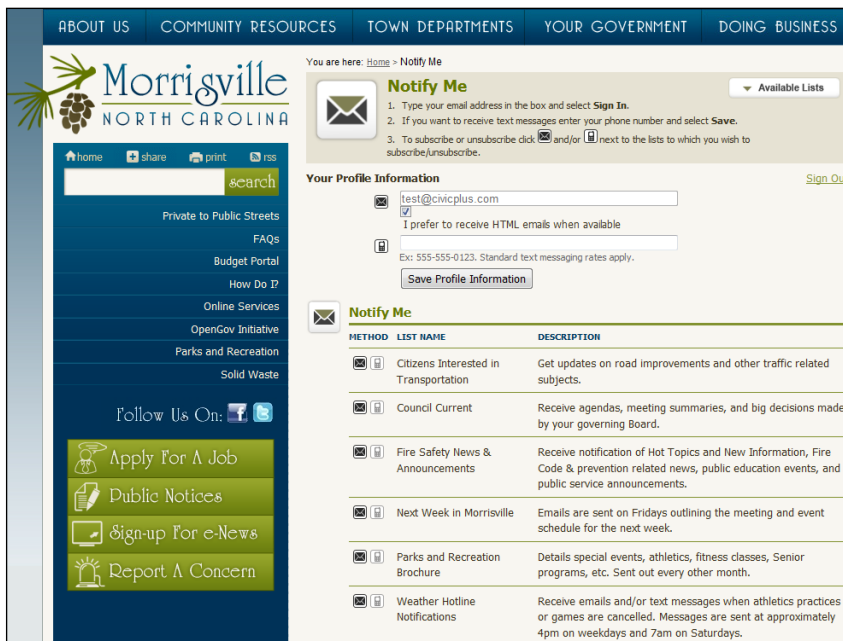 ABOUT US COMMUNITY RESOURCES TOWN DEPARTMENTS YOUR GOVERNMENT DOING BUSINESS
Morrisville
NORTH CAROLINA
home share print rss
search
Private to Public Streets
FAQs
Budget Portal
How Do I?
Online Services
OpenGov Initiative
Parks and Recreation
Solid Waste
Follow Us On:
Apply For A Job
Public Notices
Sign-up For e-News
Report A Concern
You are here: Home > Notify Me
Notify Me
Available Lists
1. Type your email address in the box and select Sign In.
2. If you want to receive text messages enter your phone number and select Save.
3. To subscribe or unsubscribe click and/or next to the lists to which you wish to
subscribe/unsubscribe.
Your Profile Information Sign Ou
test@civicplus.com
I prefer to receive HTML emails when available
Ex: 555-555-0123. Standard text messaging rates apply.
Save Profile Information
Notify Me
METHOD LIST NAME DESCRIPTION
Citizens Interested in
Transportation
Get updates on road improvements and other traffic related
subjects.
Council Current
Receive agendas, meeting summaries, and big decisions made
by your governing Board.
Fire Safety News &
Announcements
Receive notification of Hot Topics and New Information, Fire
Code & prevention related news, public education events, and
public service announcements.
Next Week in Morrisville
Emails are sent on Fridays outlining the meeting and event
schedule for the next week.
Parks and Recreation
Brochure
Details special events, athletics, fitness classes, Senior
programs, etc. Sent out every other month.
Weather Hotline
Notifications
Receive emails and/or text messages when athletics practices
or games are cancelled. Messages are sent at approximately
4pm on weekdays and 7am on Saturdays.